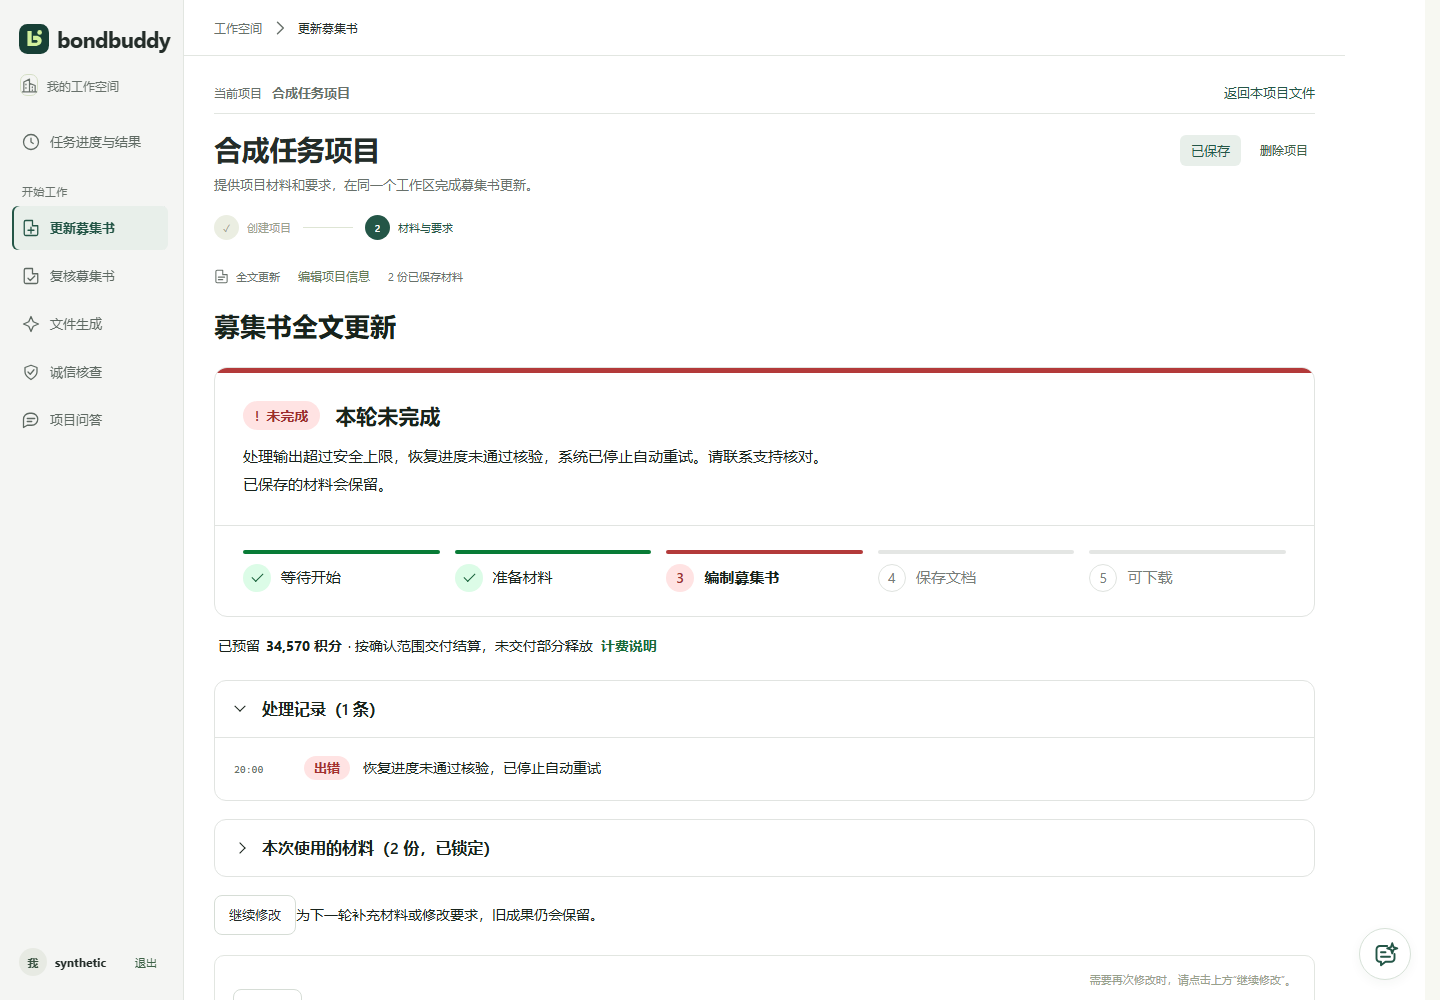 bondbuddy
我的工作空间
任务进度与结果
开始工作
更新募集书
复核募集书
文件生成
诚信核查
项目问答
我 synthetic 退出
工作空间 更新募集书
当前项目 合成任务项目 返回本项目文件
合成任务项目 已保存 删除项目
提供项目材料和要求，在同一个工作区完成募集书更新。
创建项目 2 材料与要求
全文更新 编辑项目信息 2 份已保存材料
募集书全文更新
! 未完成 本轮未完成
处理输出超过安全上限，恢复进度未通过核验，系统已停止自动重试。请联系支持核对。
已保存的材料会保留。
等待开始 准备材料 3 编制募集书 4 保存文档 5 可下载
已预留 34,570 积分 · 按确认范围交付结算，未交付部分释放 计费说明
处理记录（1 条）
20:00 出错 恢复进度未通过核验，已停止自动重试
本次使用的材料（2 份，已锁定）
继续修改 为下一轮补充材料或修改要求，旧成果仍会保留。
需要再次修改时，请点击上方“继续修改”。